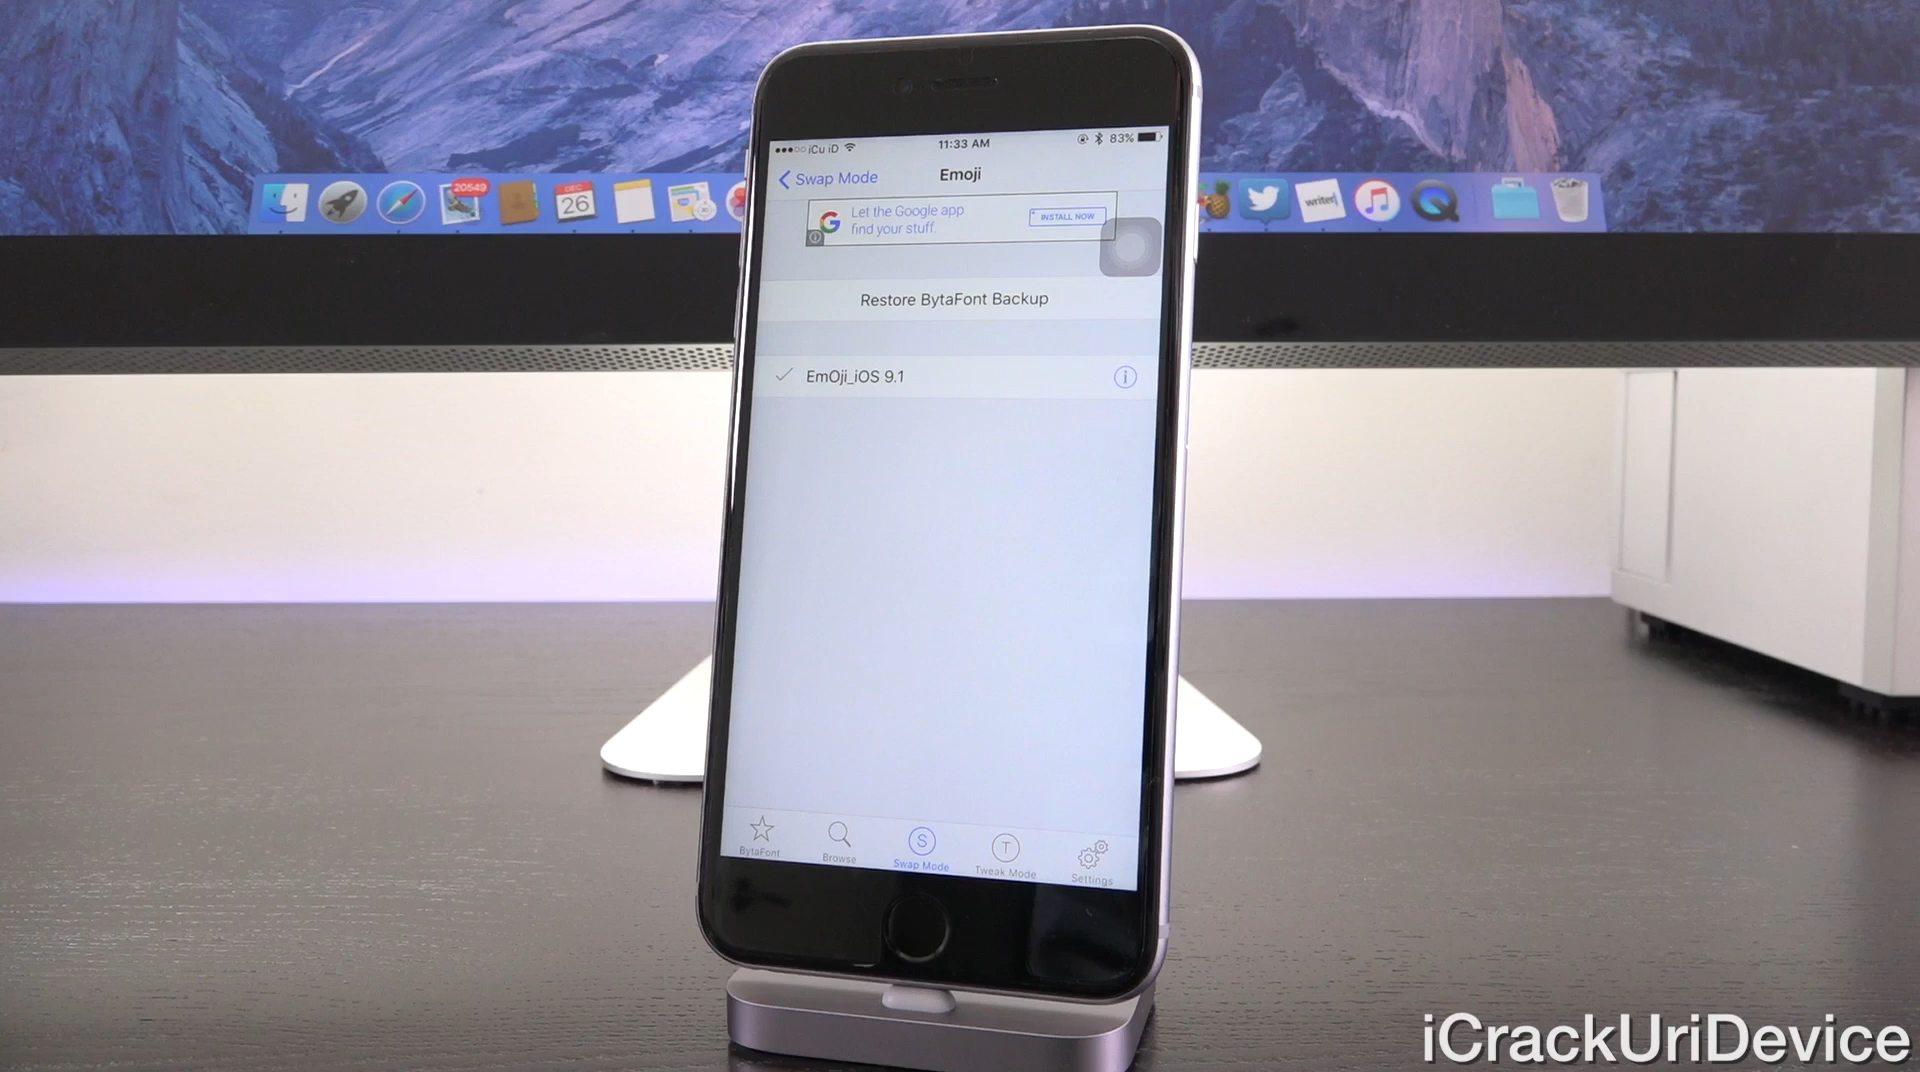 iCu iD
11:33 AM
83%
Swap Mode
Emoji
20549
DEC
26
writer
Let the Google app
find your stuff.
INSTALL NOW
Restore BytaFont Backup
EmOji_iOS 9.1
BytaFont
Browse
S
Swap Mode
T
Tweak Mode
Settings
iCrackUriDevice